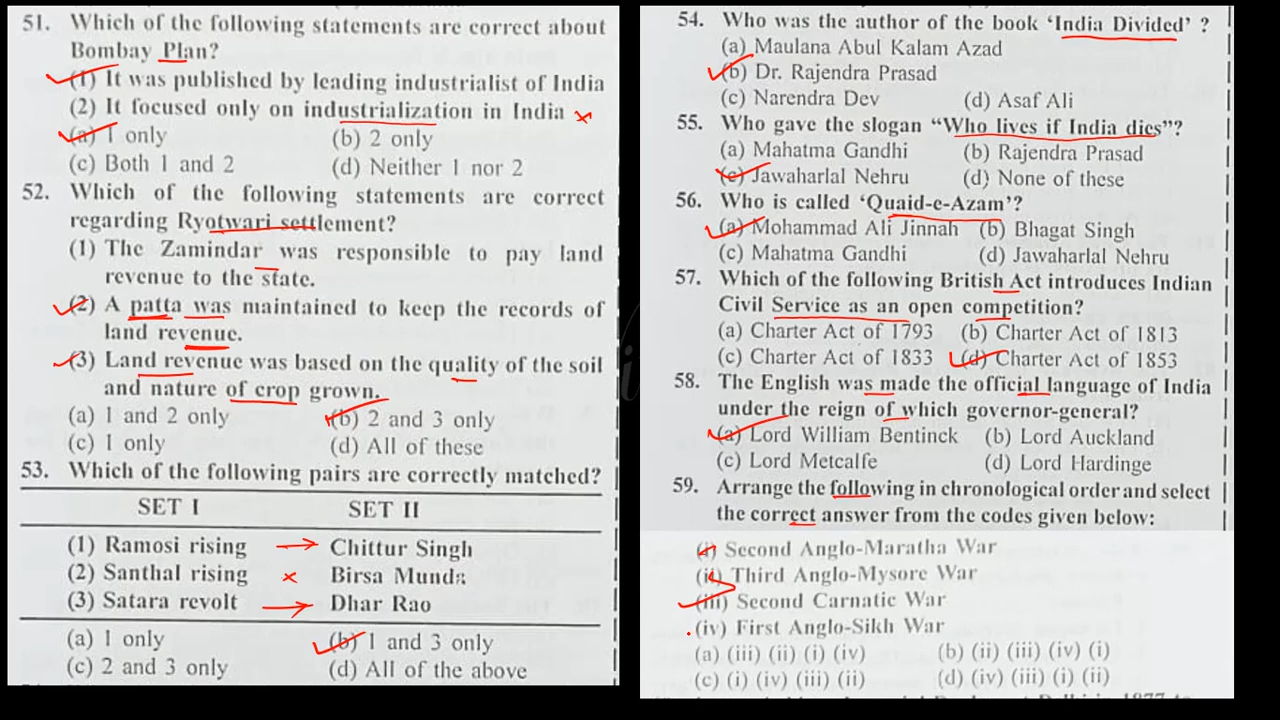 51. Which of the following statements are correct about
Bombay Plan?
(1) It was published by leading industrialist of India
(2) It focused only on industrialization in India
(a) 1 only (b) 2 only
(c) Both 1 and 2 (d) Neither 1 nor 2
52. Which of the following statements are correct
regarding Ryotwari settlement?
(1) The Zamindar was responsible to pay land
revenue to the state.
(2) A patta was maintained to keep the records of
land revenue.
(3) Land revenue was based on the quality of the soil
and nature of crop grown.
(a) 1 and 2 only (b) 2 and 3 only
(c) 1 only (d) All of these
53. Which of the following pairs are correctly matched?
SET I SET II
(1) Ramosi rising Chittur Singh
(2) Santhal rising Birsa Munda
(3) Satara revolt Dhar Rao
(a) 1 only (b) 1 and 3 only
(c) 2 and 3 only (d) All of the above
54. Who was the author of the book ‘India Divided’ ?
(a) Maulana Abul Kalam Azad
(b) Dr. Rajendra Prasad
(c) Narendra Dev (d) Asaf Ali
55. Who gave the slogan “Who lives if India dies”?
(a) Mahatma Gandhi (b) Rajendra Prasad
(c) Jawaharlal Nehru (d) None of these
56. Who is called ‘Quaid-e-Azam’?
(a) Mohammad Ali Jinnah (b) Bhagat Singh
(c) Mahatma Gandhi (d) Jawaharlal Nehru
57. Which of the following British Act introduces Indian
Civil Service as an open competition?
(a) Charter Act of 1793 (b) Charter Act of 1813
(c) Charter Act of 1833 (d) Charter Act of 1853
58. The English was made the official language of India
under the reign of which governor-general?
(a) Lord William Bentinck (b) Lord Auckland
(c) Lord Metcalfe (d) Lord Hardinge
59. Arrange the following in chronological order and select
the correct answer from the codes given below:
(i) Second Anglo-Maratha War
(ii) Third Anglo-Mysore War
(iii) Second Carnatic War
(iv) First Anglo-Sikh War
(a) (iii) (ii) (i) (iv) (b) (ii) (iii) (iv) (i)
(c) (i) (iv) (iii) (ii) (d) (iv) (iii) (i) (ii)